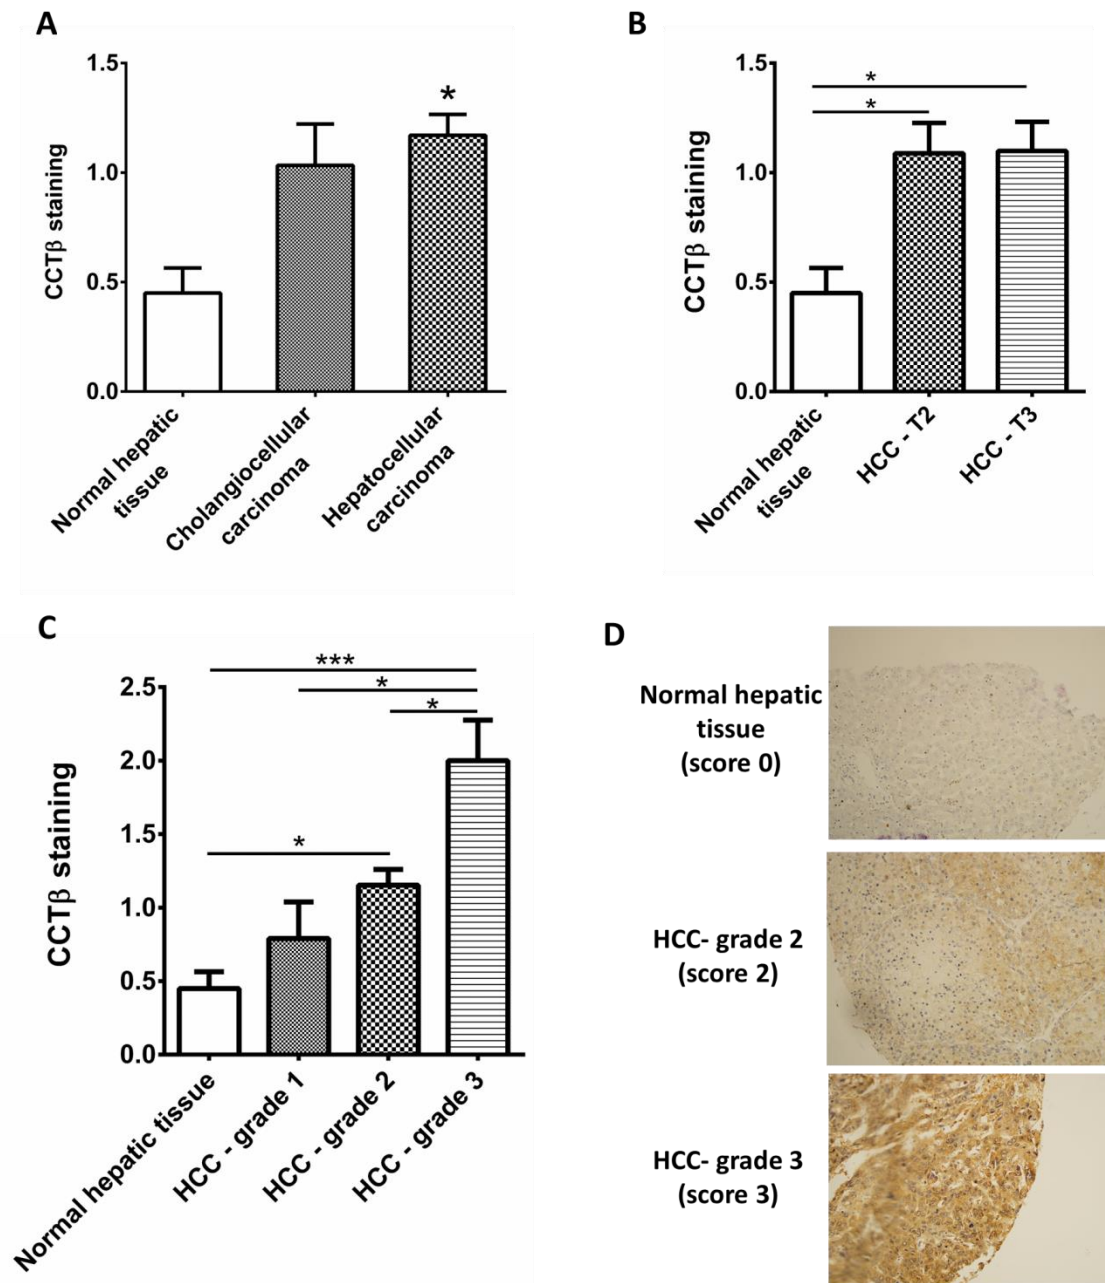 A
CCTβ staining
1.5
*
1.0
0.5
0.0
Normal hepatic
tissue
Cholangiocellular
carcinoma
Hepatocellular
carcinoma
B
CCTβ staining
1.5
*
*
1.0
0.5
0.0
Normal hepatic
tissue
HCC - T2
HCC - T3
C
CCTβ staining
***
*
*
2.5
2.0
1.5
*
1.0
0.5
0.0
Normal hepatic tissue
HCC - grade 1
HCC - grade 2
HCC - grade 3
D
Normal hepatic
tissue
(score 0)
HCC- grade 2
(score 2)
HCC- grade 3
(score 3)